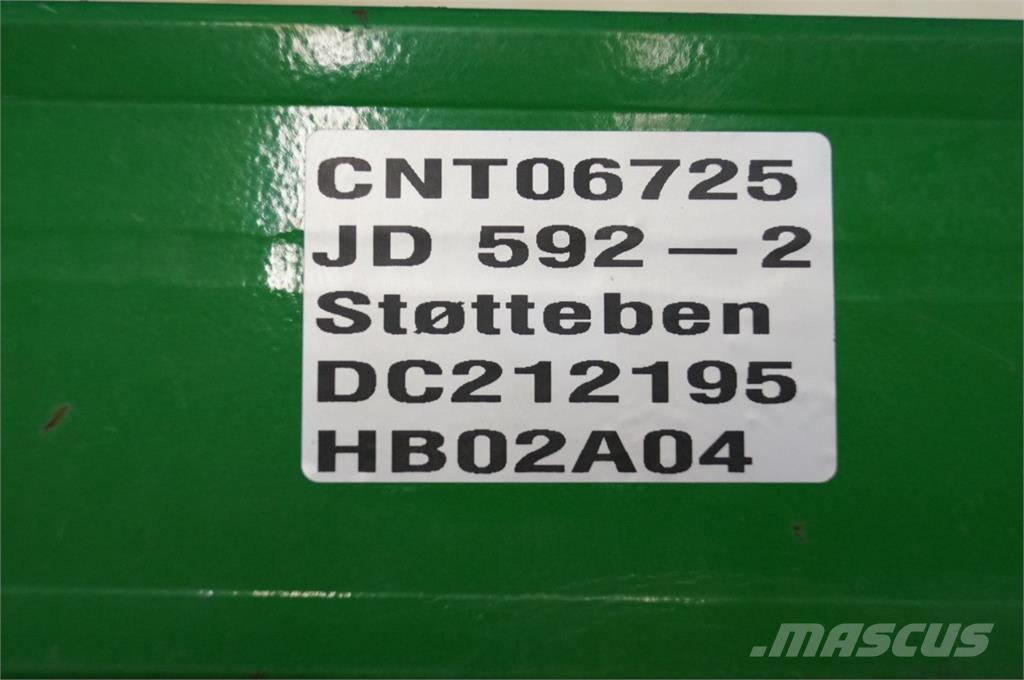 CNT06725
JD 592 – 2
Støtteben
DC212195
HB02A04
MASCUS